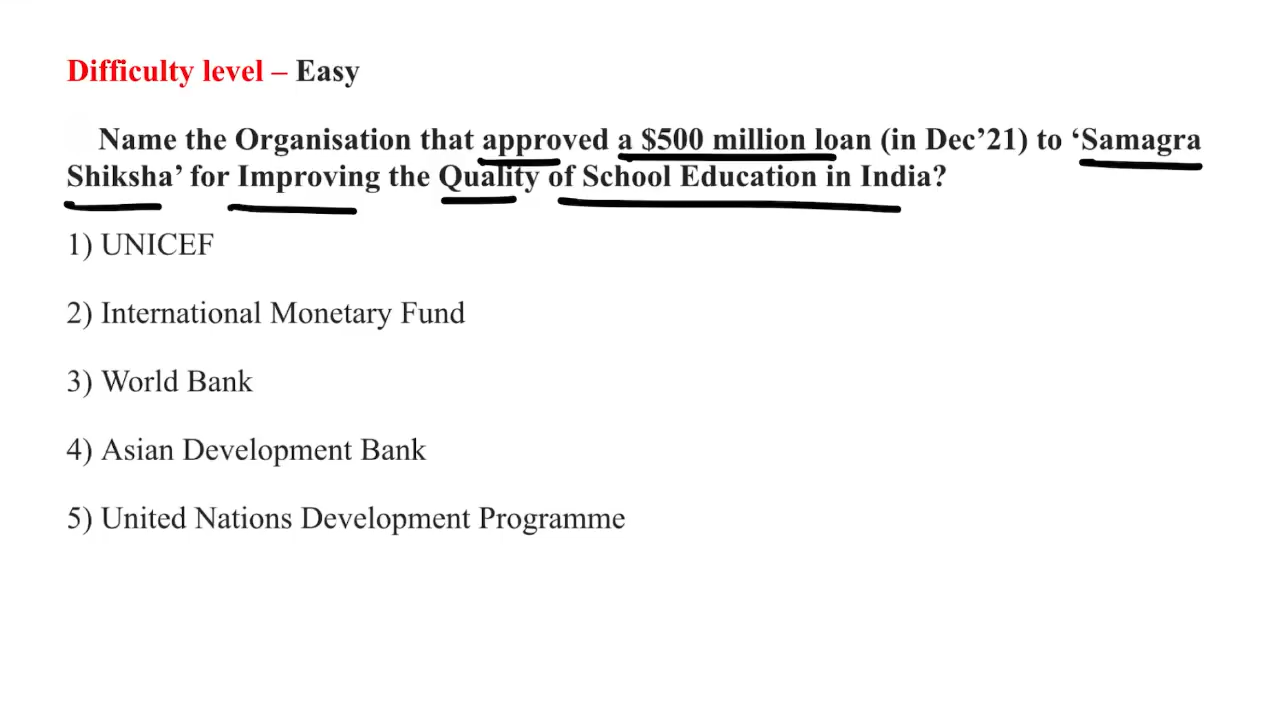 Difficulty level – Easy
Name the Organisation that approved a $500 million loan (in Dec’21) to ‘Samagra
Shiksha’ for Improving the Quality of School Education in India?
1) UNICEF
2) International Monetary Fund
3) World Bank
4) Asian Development Bank
5) United Nations Development Programme